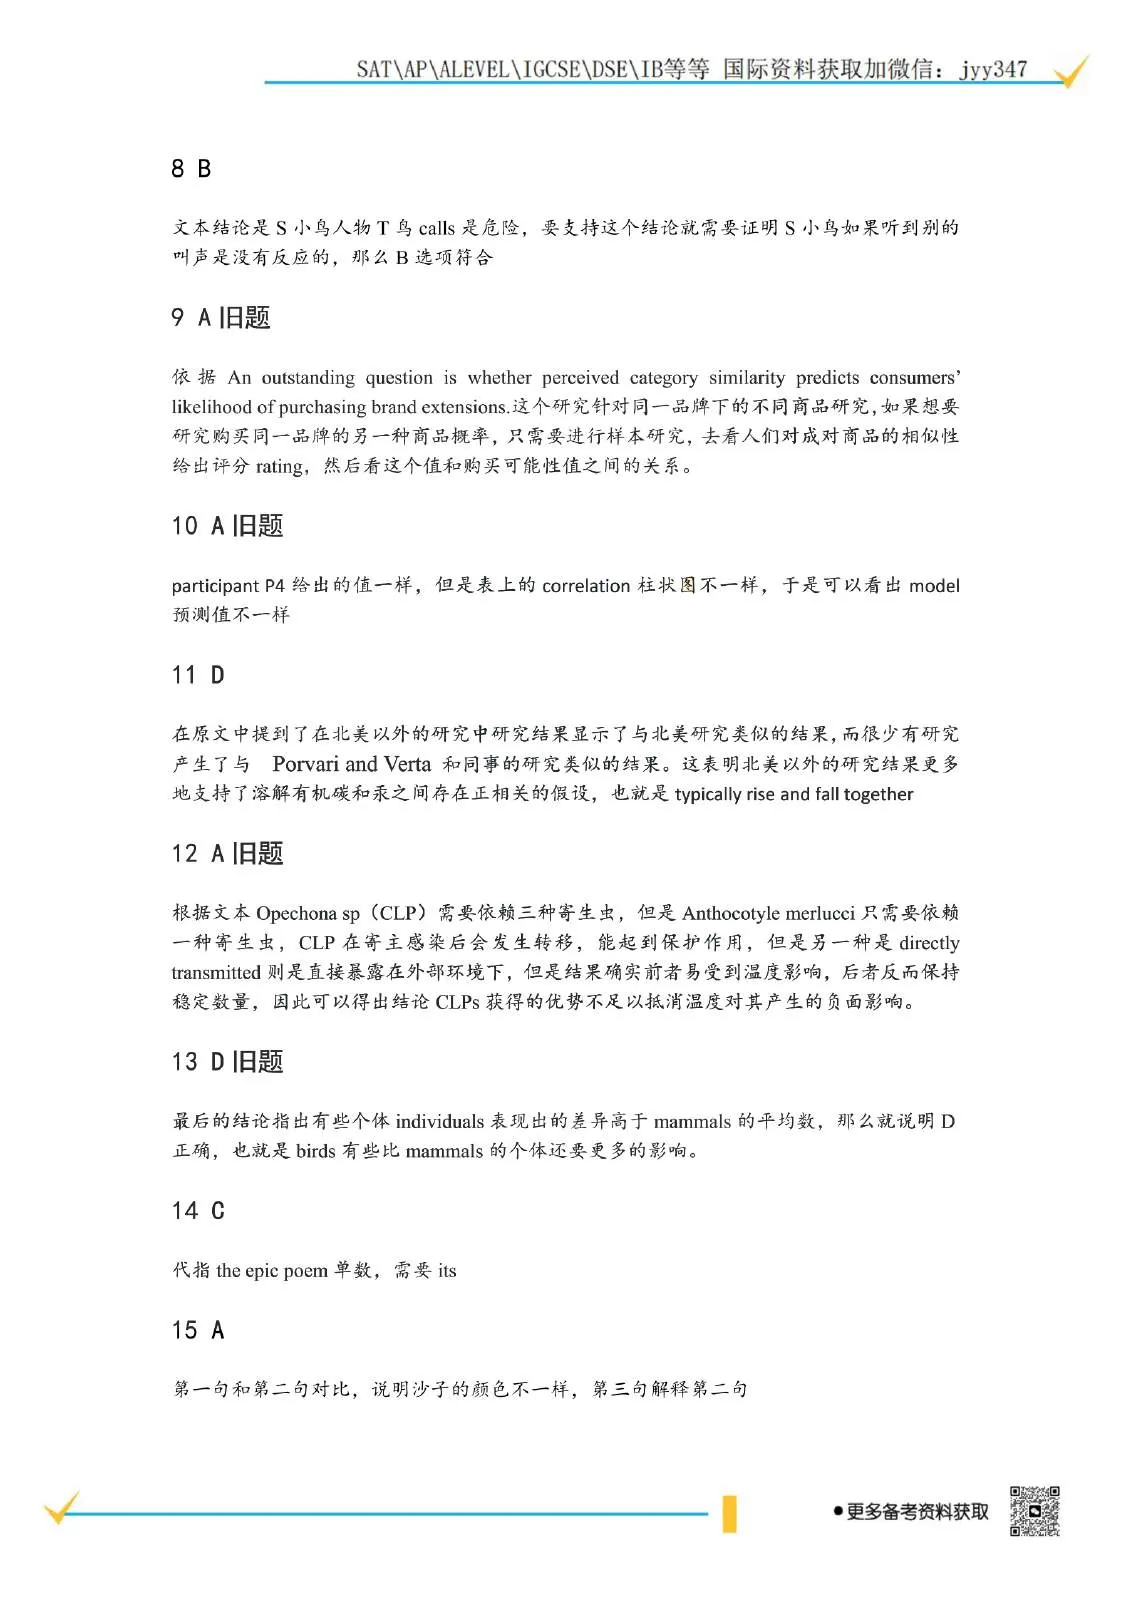 SAT\AP\ALEVEL\IGCSE\DSE\IB等等 国际资料获取加微信：jyy347
8 B
文本结论是 S 小鸟人物 T 鸟 calls 是危险，要支持这个结论就需要证明 S 小鸟如果听到别的
叫声是没有反应的，那么 B 选项符合
9 A 旧题
依据 An outstanding question is whether perceived category similarity predicts consumers’
likelihood of purchasing brand extensions.这个研究针对同一品牌下的不同商品研究，如果想要
研究购买同一品牌的另一种商品概率，只需要进行样本研究，去看人们对成对商品的相似性
给出评分 rating，然后看这个值和购买可能性值之间的关系。
10 A 旧题
participant P4 给出的值一样，但是表上的 correlation 柱状图不一样，于是可以看出 model
预测值不一样
11 D
在原文中提到了在北美以外的研究中研究结果显示了与北美研究类似的结果，而很少有研究
产生了与 Porvari and Verta 和同事的研究类似的结果。这表明北美以外的研究结果更多
地支持了溶解有机碳和汞之间存在正相关的假设，也就是 typically rise and fall together
12 A 旧题
根据文本 Opechona sp（CLP）需要依赖三种寄生虫，但是 Anthocotyle merlucci 只需要依赖
一种寄生虫，CLP 在寄主感染后会发生转移，能起到保护作用，但是另一种是 directly
transmitted 则是直接暴露在外部环境下，但是结果确实前者易受到温度影响，后者反而保持
稳定数量，因此可以得出结论 CLPs 获得的优势不足以抵消温度对其产生的负面影响。
13 D 旧题
最后的结论指出有些个体 individuals 表现出的差异高于 mammals 的平均数，那么就说明 D
正确，也就是 birds 有些比 mammals 的个体还要更多的影响。
14 C
代指 the epic poem 单数，需要 its
15 A
第一句和第二句对比，说明沙子的颜色不一样，第三句解释第二句
●更多备考资料获取